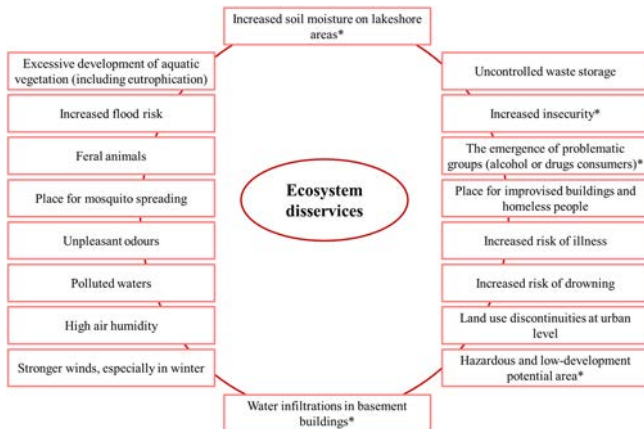 Increased soil moisture on lakeshore
areas*
Excessive development of aquatic
vegetation (including eutrophication)
Increased flood risk
Feral animals
Place for mosquito spreading
Unpleasant odours
Polluted waters
High air humidity
Stronger winds, especially in winter
Ecosystem
disservices
Uncontrolled waste storage
Increased insecurity*
The emergence of problematic
groups (alcohol or drugs consumers)*
Place for improvised buildings and
homeless people
Increased risk of illness
Increased risk of drowning
Land use discontinuities at urban
level
Hazardous and low-development
potential area*
Water infiltrations in basement
buildings*